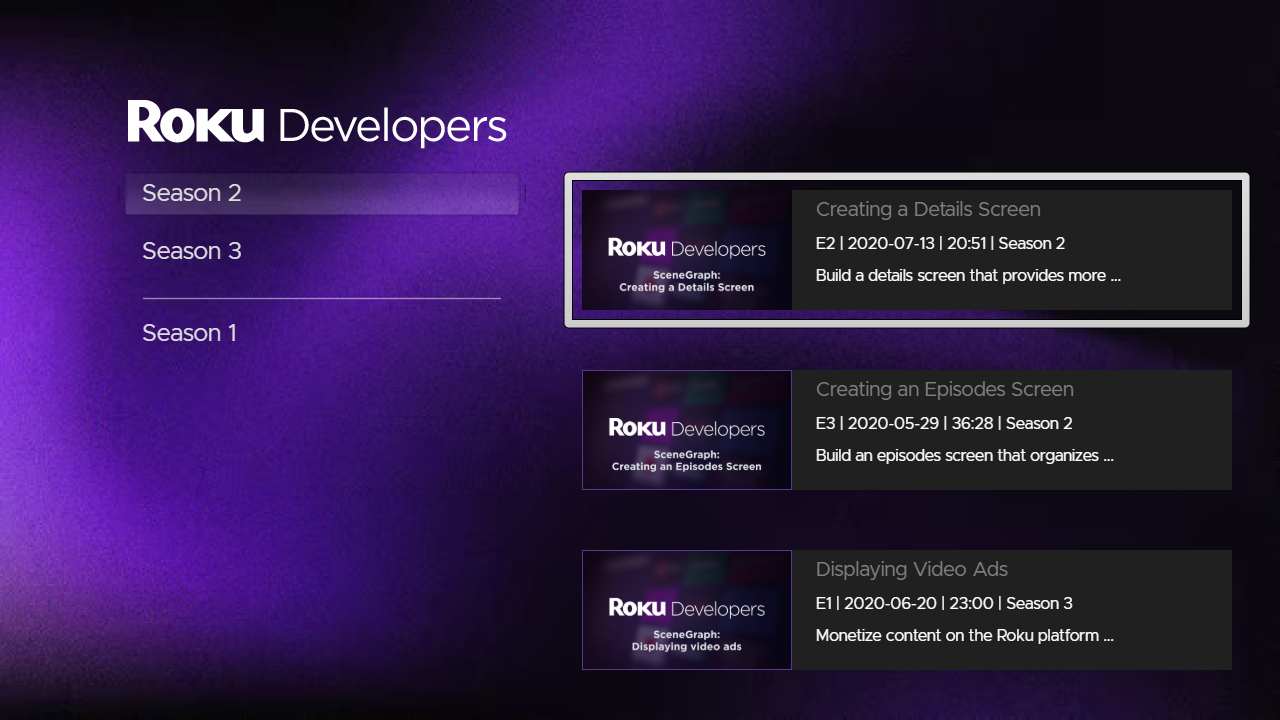 Roku Developers
Season 2
Season 3
Season 1
Roku Developers
SceneGraph:
Creating a Details Screen
Creating a Details Screen
E2 | 2020-07-13 | 20:51 | Season 2
Build a details screen that provides more ...
Roku Developers
SceneGraph:
Creating an Episodes Screen
Creating an Episodes Screen
E3 | 2020-05-29 | 36:28 | Season 2
Build an episodes screen that organizes ...
Roku Developers
SceneGraph:
Displaying video ads
Displaying Video Ads
E1 | 2020-06-20 | 23:00 | Season 3
Monetize content on the Roku platform ...